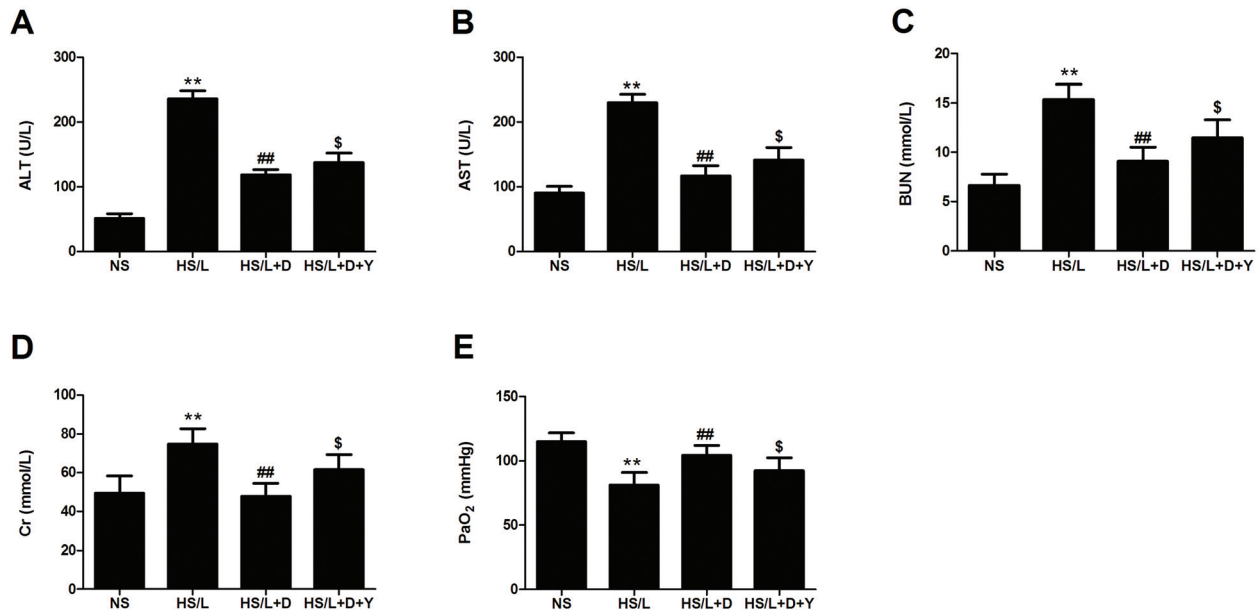 A
ALT (U/L)
300
200
100
0
**
##
$
NS HS/L HS/L+D HS/L+D+Y
B
AST (U/L)
300
200
100
0
**
##
$
NS HS/L HS/L+D HS/L+D+Y
C
BUN (mmol/L)
20
15
10
5
0
**
##
$
NS HS/L HS/L+D HS/L+D+Y
D
Cr (mmol/L)
100
80
60
40
20
0
**
##
$
NS HS/L HS/L+D HS/L+D+Y
E
PaO₂ (mmHg)
150
100
50
0
**
##
$
NS HS/L HS/L+D HS/L+D+Y